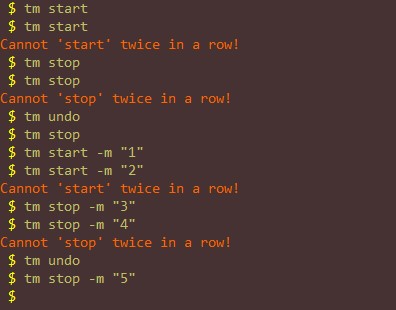 $ tm start
$ tm start
Cannot 'start' twice in a row!
$ tm stop
$ tm stop
Cannot 'stop' twice in a row!
$ tm undo
$ tm stop
$ tm start -m "1"
$ tm start -m "2"
Cannot 'start' twice in a row!
$ tm stop -m "3"
$ tm stop -m "4"
Cannot 'stop' twice in a row!
$ tm undo
$ tm stop -m "5"
$